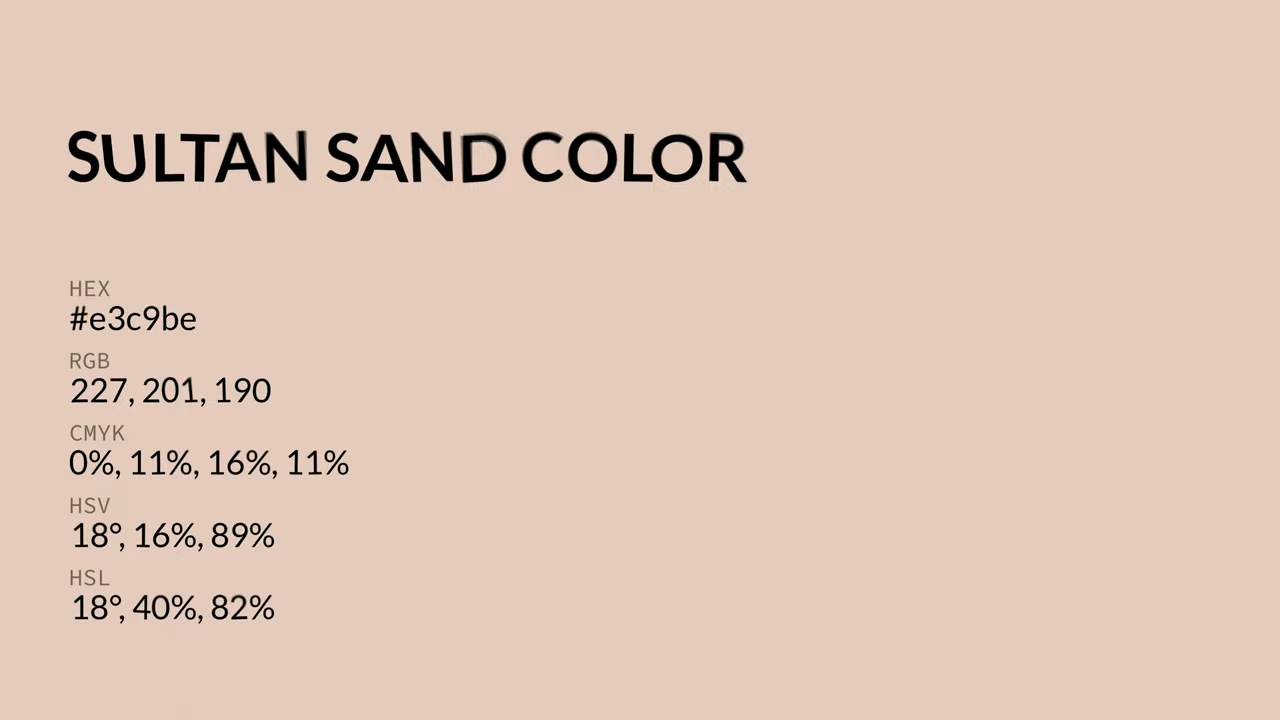 SULTAN SAND COLOR
HEX
#e3c9be
RGB
227, 201, 190
CMYK
0%, 11%, 16%, 11%
HSV
18°, 16%, 89%
HSL
18°, 40%, 82%